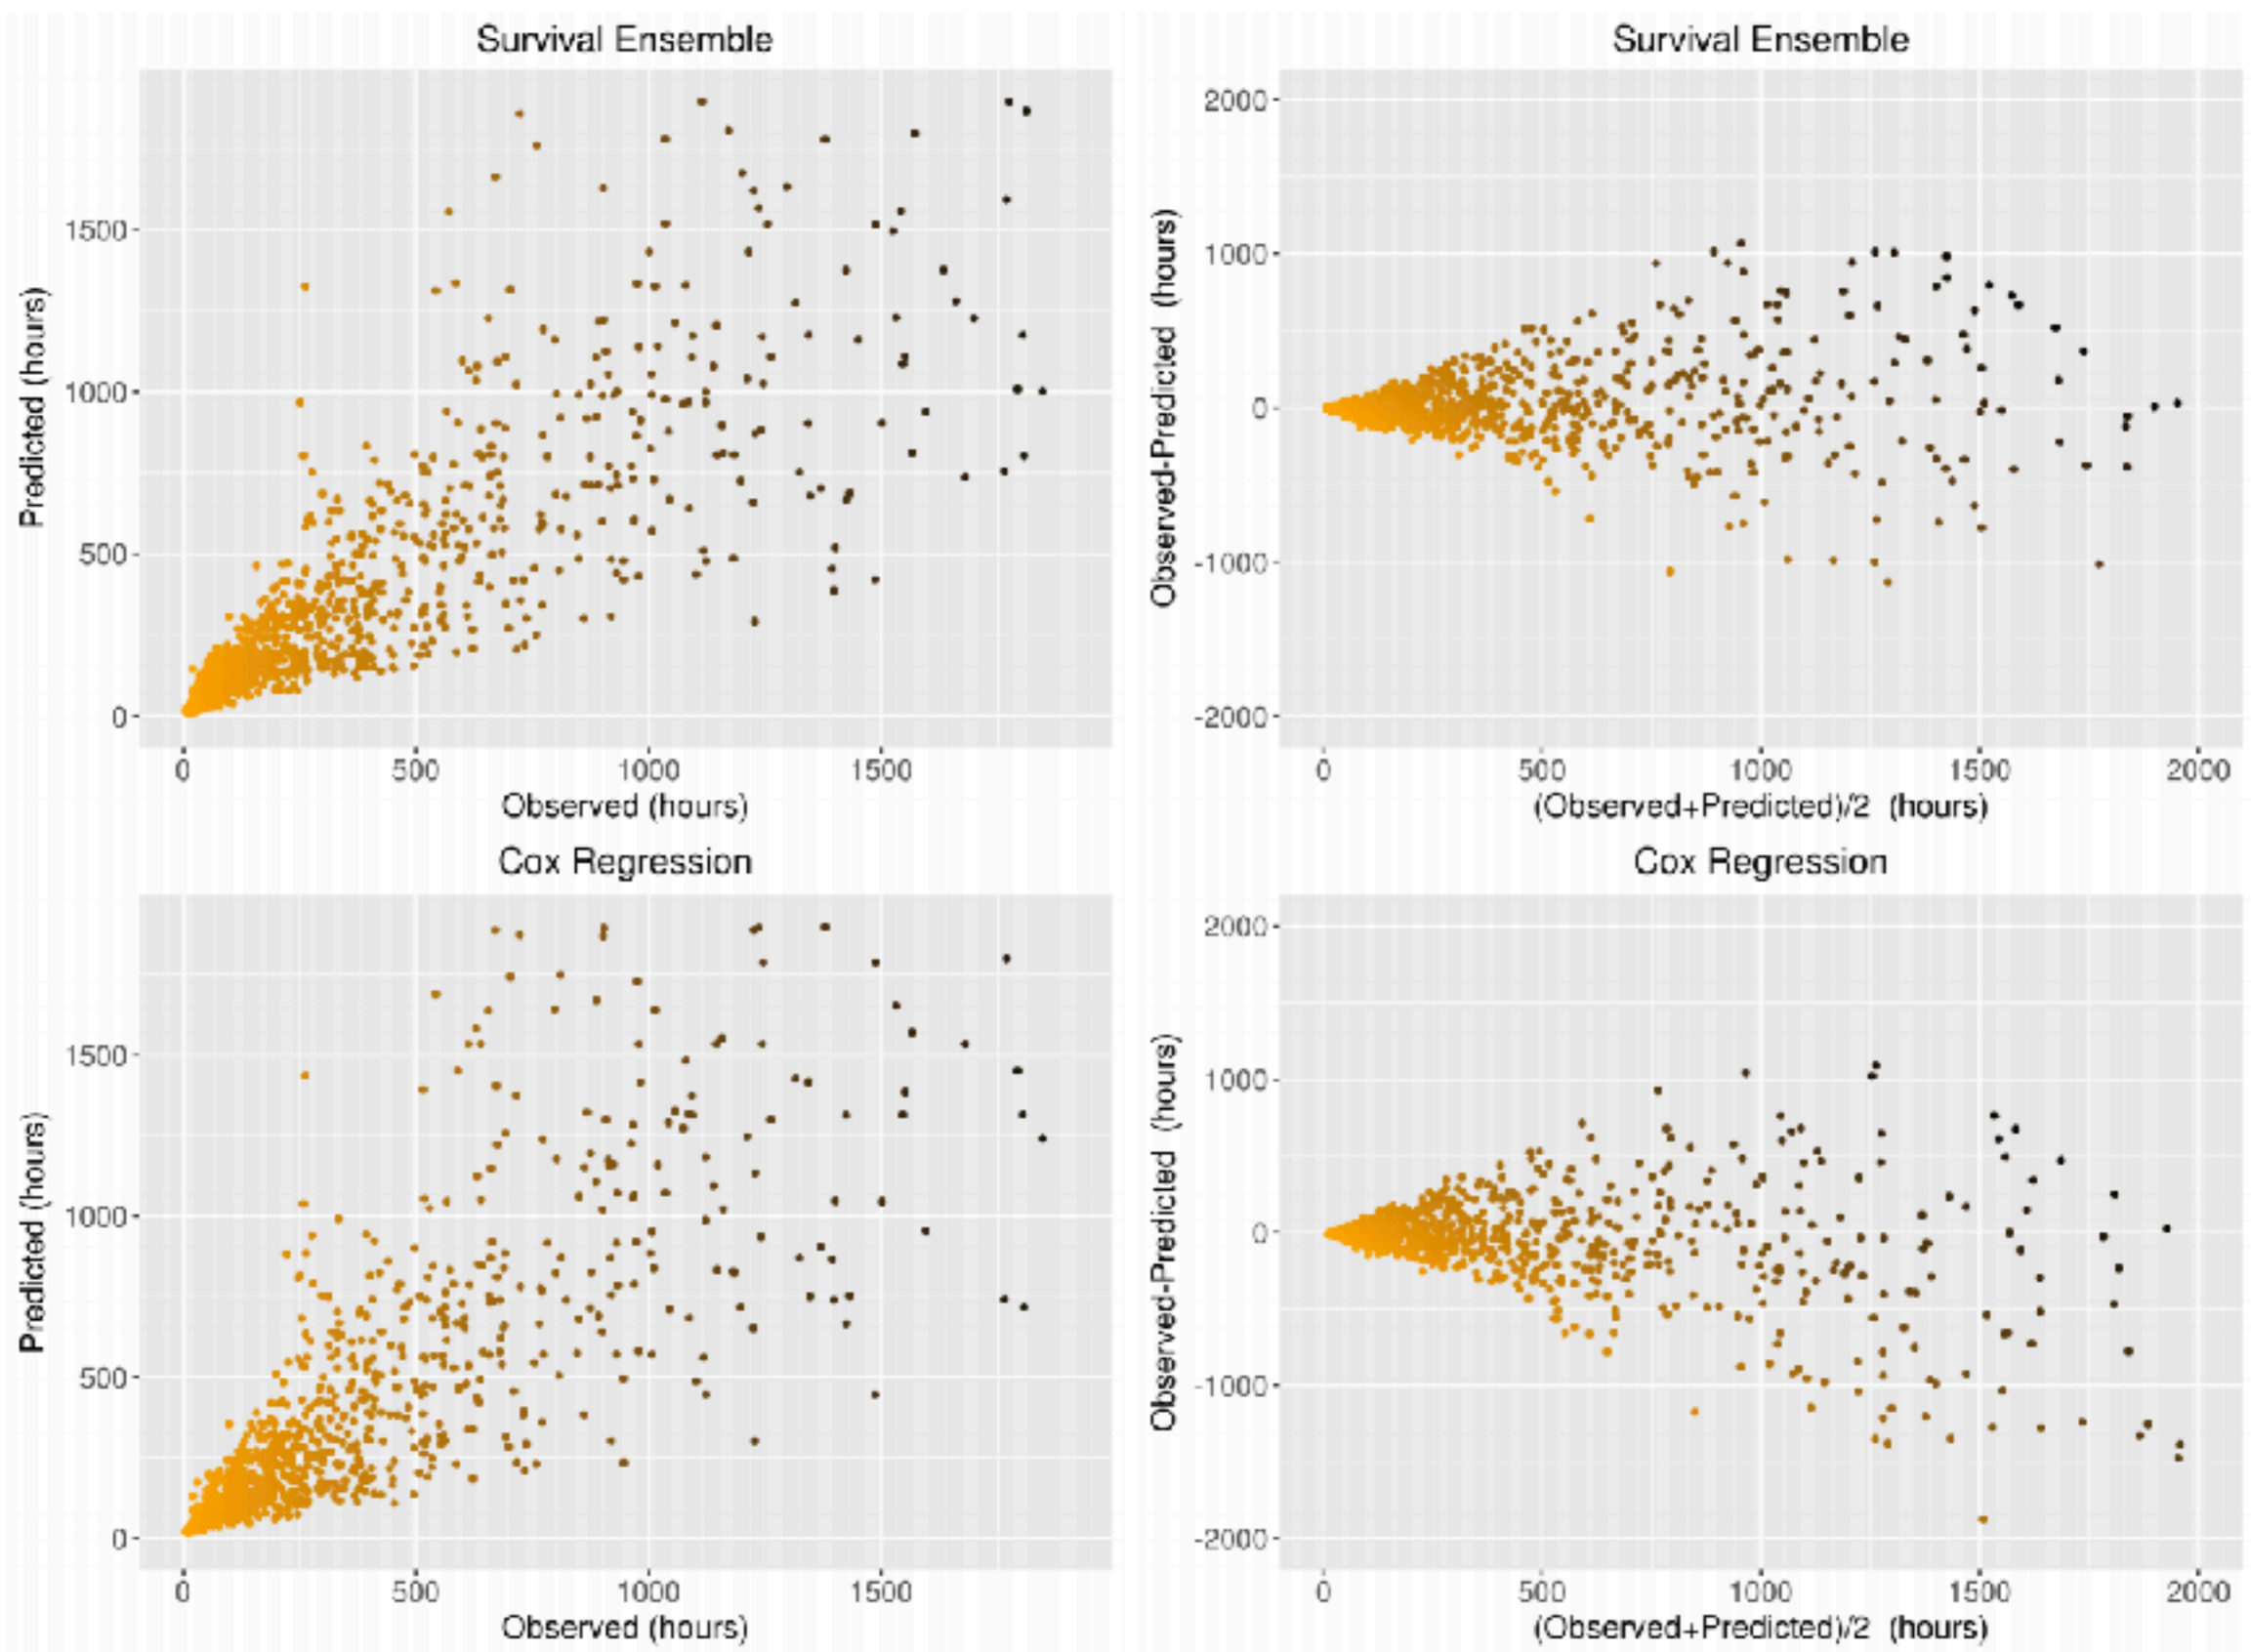 Survival Ensemble
Predicted (hours)
1500
1000
500
0
0 500 1000 1500
Observed (hours)
Survival Ensemble
Observed-Predicted (hours)
2000
1000
0
-1000
-2000
0 500 1000 1500 2000
(Observed+Predicted)/2 (hours)
Cox Regression
Predicted (hours)
1500
1000
500
0
0 500 1000 1500
Observed (hours)
Cox Regression
Observed-Predicted (hours)
2000
1000
0
-1000
-2000
0 500 1000 1500 2000
(Observed+Predicted)/2 (hours)